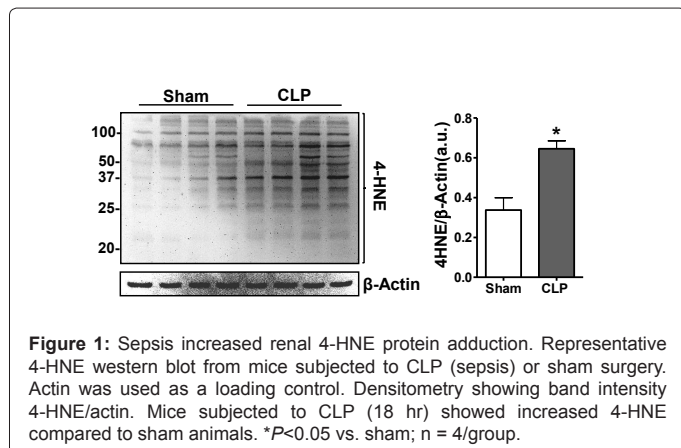 Sham CLP
100
50
37
25
20
4-HNE
β-Actin
4HNE/β-Actin(a.u.)
0.8
0.6
0.4
0.2
0.0
*
Sham CLP
Figure 1: Sepsis increased renal 4-HNE protein adduction. Representative
4-HNE western blot from mice subjected to CLP (sepsis) or sham surgery.
Actin was used as a loading control. Densitometry showing band intensity
4-HNE/actin. Mice subjected to CLP (18 hr) showed increased 4-HNE
compared to sham animals. *P<0.05 vs. sham; n = 4/group.